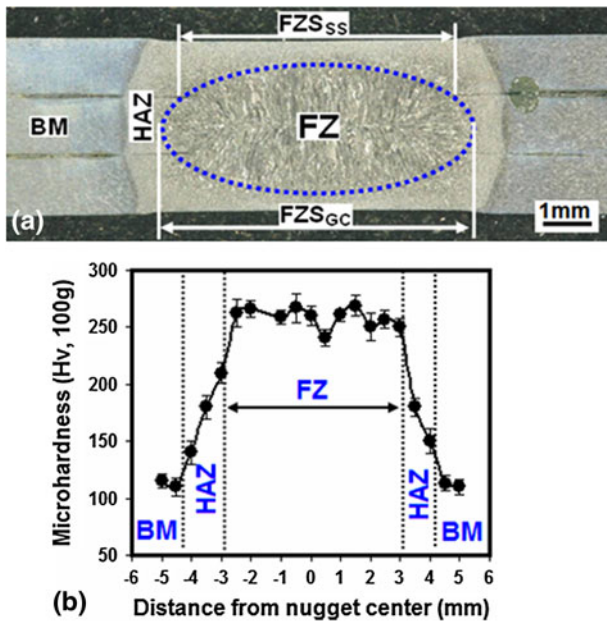 FZS_SS
BM
HAZ
FZ
FZS_GC
1mm
(a)
300
250
200
150
100
50
Microhardness (Hv, 100g)
FZ
HAZ
HAZ
BM
BM
-6 -5 -4 -3 -2 -1 0 1 2 3 4 5 6
Distance from nugget center (mm)
(b)